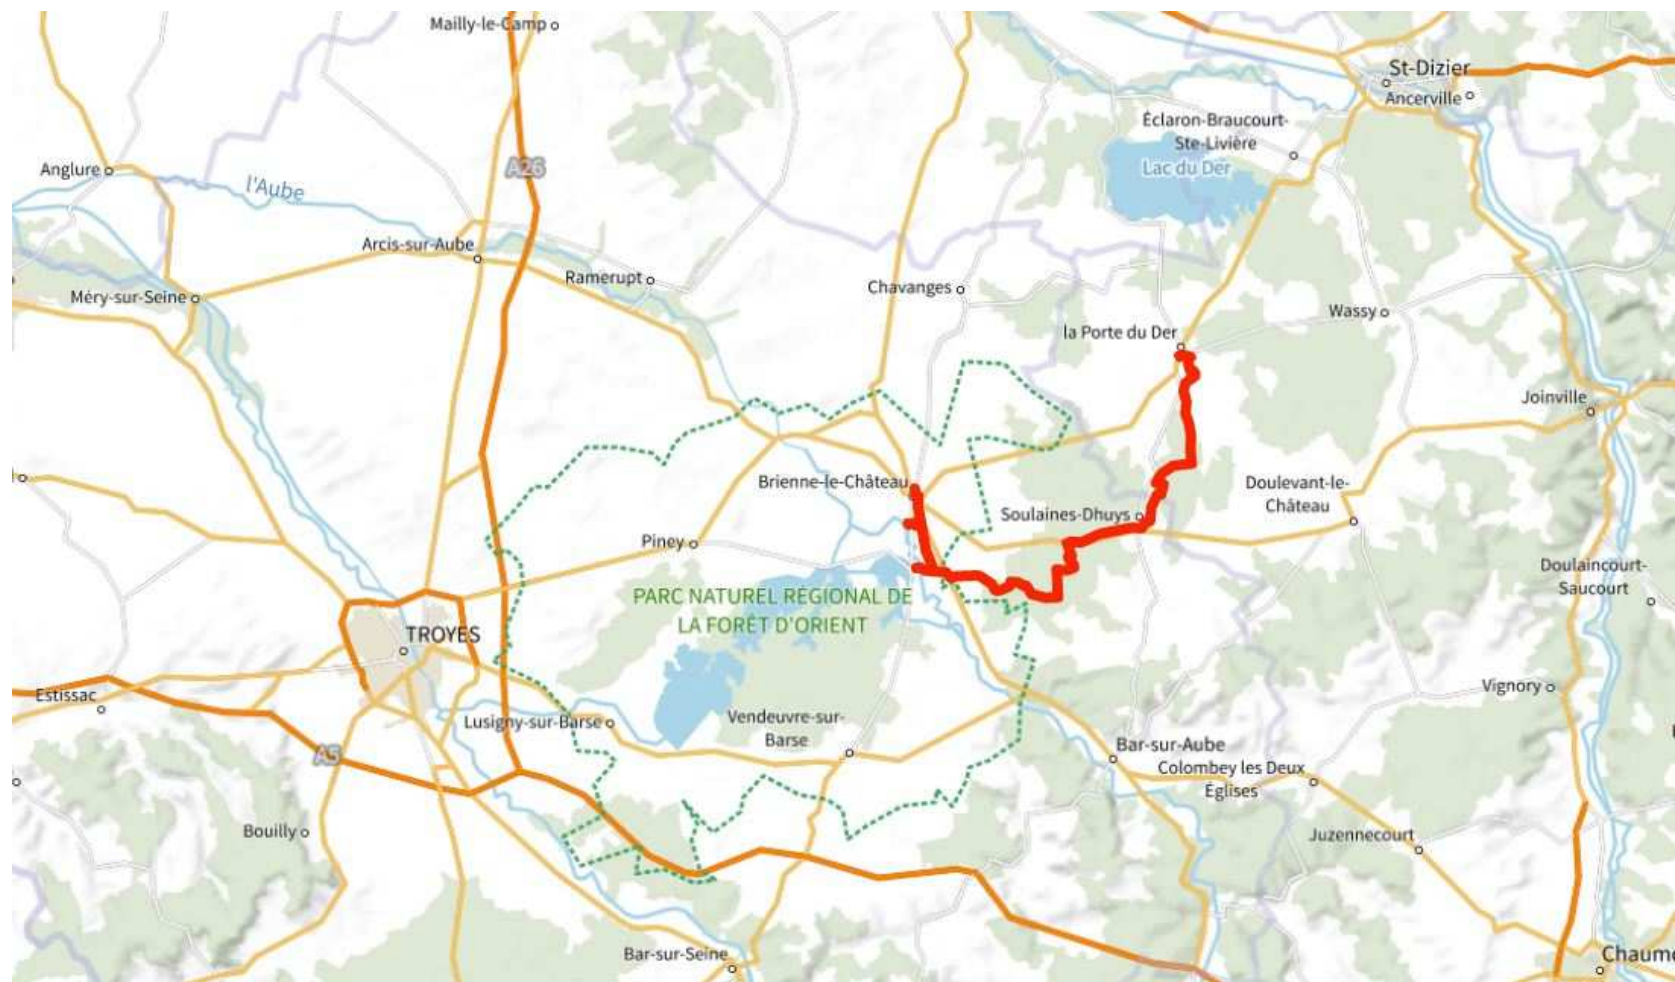 Mailly-le-Camp
St-Dizier
Ancerville
Éclaron-Braucourt-
Ste-Livière
Lac du Der
A26
Anglure
l'Aube
Arcis-sur-Aube
Ramerupt
Chavanges
Méry-sur-Seine
Wassy
la Porte du Der
Joinville
Brienne-le-Château
Doulevant-le-
Château
Soulaines-Dhuys
Piney
Doulaincourt-
Saucourt
PARC NATUREL RÉGIONAL DE
LA FORÊT D'ORIENT
TROYES
Estissac
Vignory
Lusigny-sur-Barse
Vendeuvre-sur-
Barse
A5
Bar-sur-Aube
Colombey les Deux
Églises
Bouilly
Juzennecourt
Bar-sur-Seine
Chaum